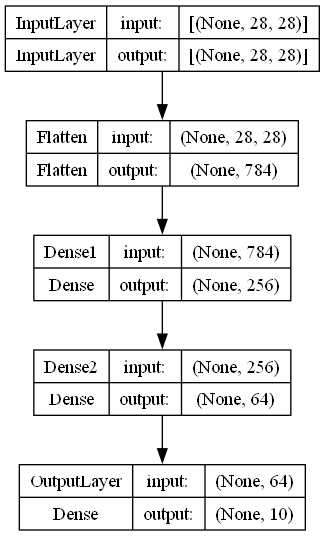 InputLayer input: [(None, 28, 28)]
InputLayer output: [(None, 28, 28)]
Flatten input: (None, 28, 28)
Flatten output: (None, 784)
Dense1 input: (None, 784)
Dense output: (None, 256)
Dense2 input: (None, 256)
Dense output: (None, 64)
OutputLayer input: (None, 64)
Dense output: (None, 10)